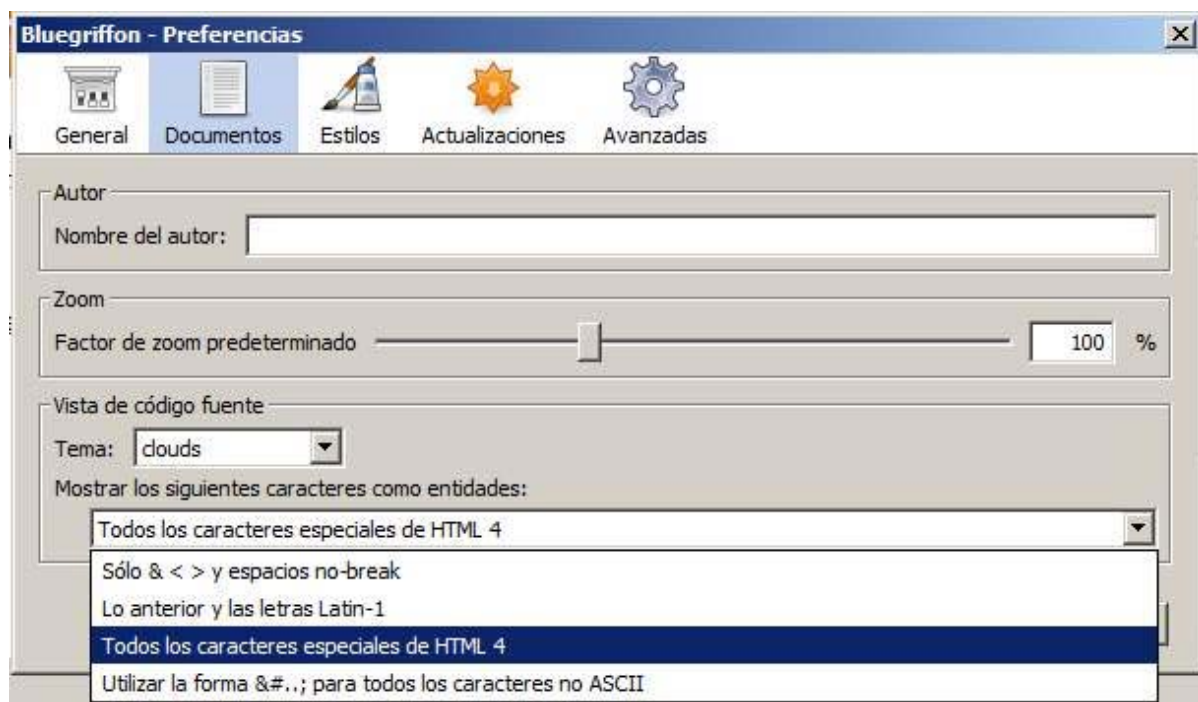 Bluegriffon - Preferencias
General Documentos Estilos Actualizaciones Avanzadas
Autor
Nombre del autor:
Zoom
Factor de zoom predeterminado 100 %
Vista de código fuente
Tema: clouds
Mostrar los siguientes caracteres como entidades:
Todos los caracteres especiales de HTML 4
Sólo & < > y espacios no-break
Lo anterior y las letras Latin-1
Todos los caracteres especiales de HTML 4
Utilizar la forma &#..; para todos los caracteres no ASCII